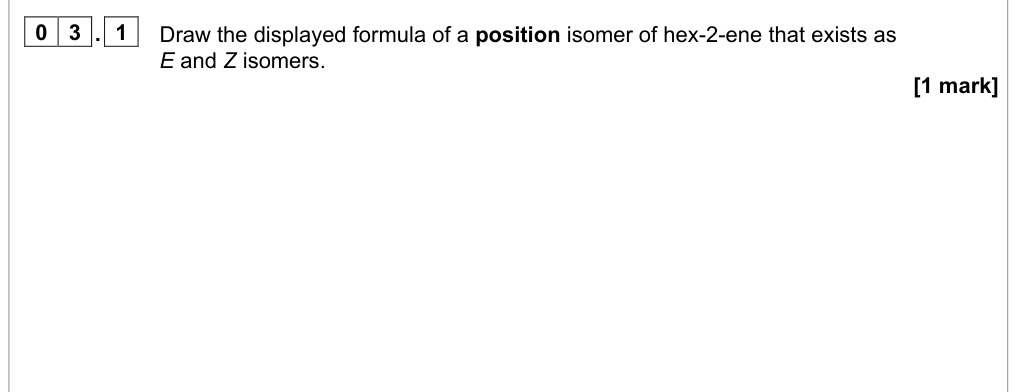 0 3 . 1 Draw the displayed formula of a position isomer of hex-2-ene that exists as
E and Z isomers.
[1 mark]